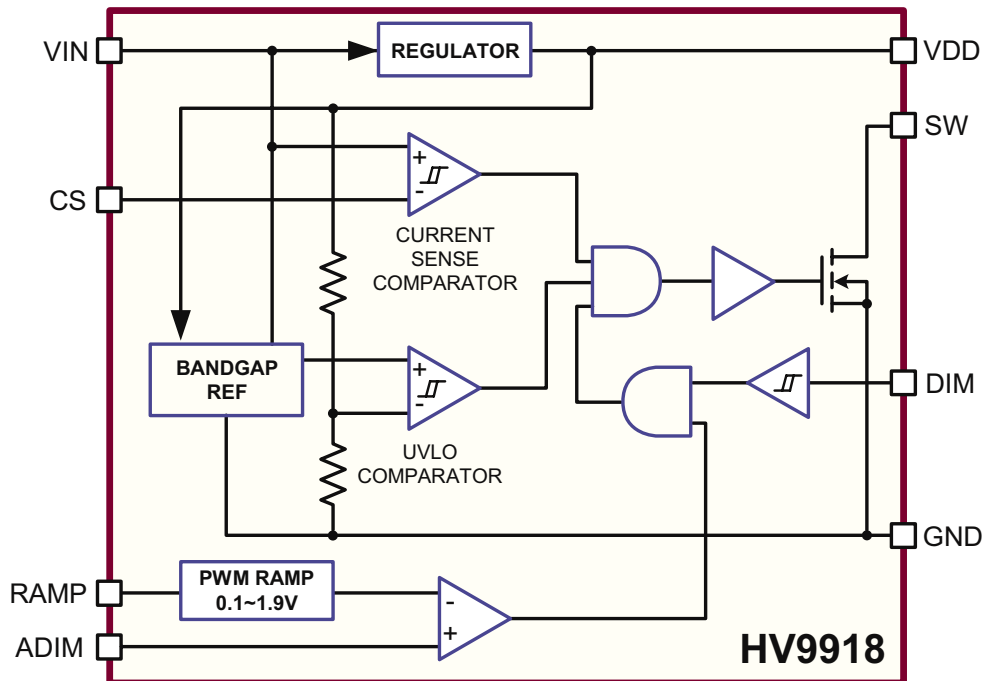 VIN
REGULATOR
VDD
SW
+
-
CS
CURRENT
SENSE
COMPARATOR
BANDGAP
REF
+
-
DIM
UVLO
COMPARATOR
GND
RAMP
PWM RAMP
0.1~1.9V
-
+
ADIM
HV9918